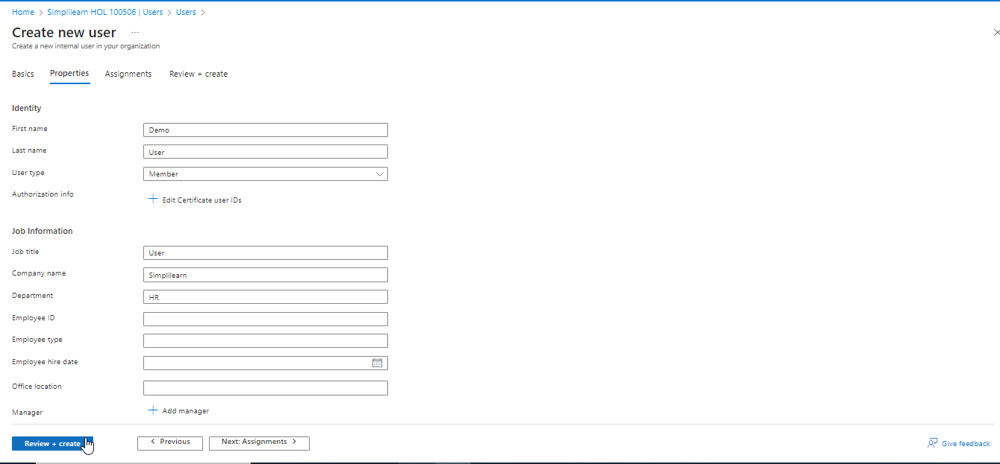 Home > Simplilearn HOL 100506 | Users > Users >
Create new user ...
Create a new internal user in your organization
Basics Properties Assignments Review + create
Identity
First name Demo
Last name User
User type Member
Authorization info + Edit Certificate user IDs
Job Information
Job title User
Company name Simplilearn
Department HR
Employee ID
Employee type
Employee hire date
Office location
Manager + Add manager
Review + create < Previous Next: Assignments > Give feedback